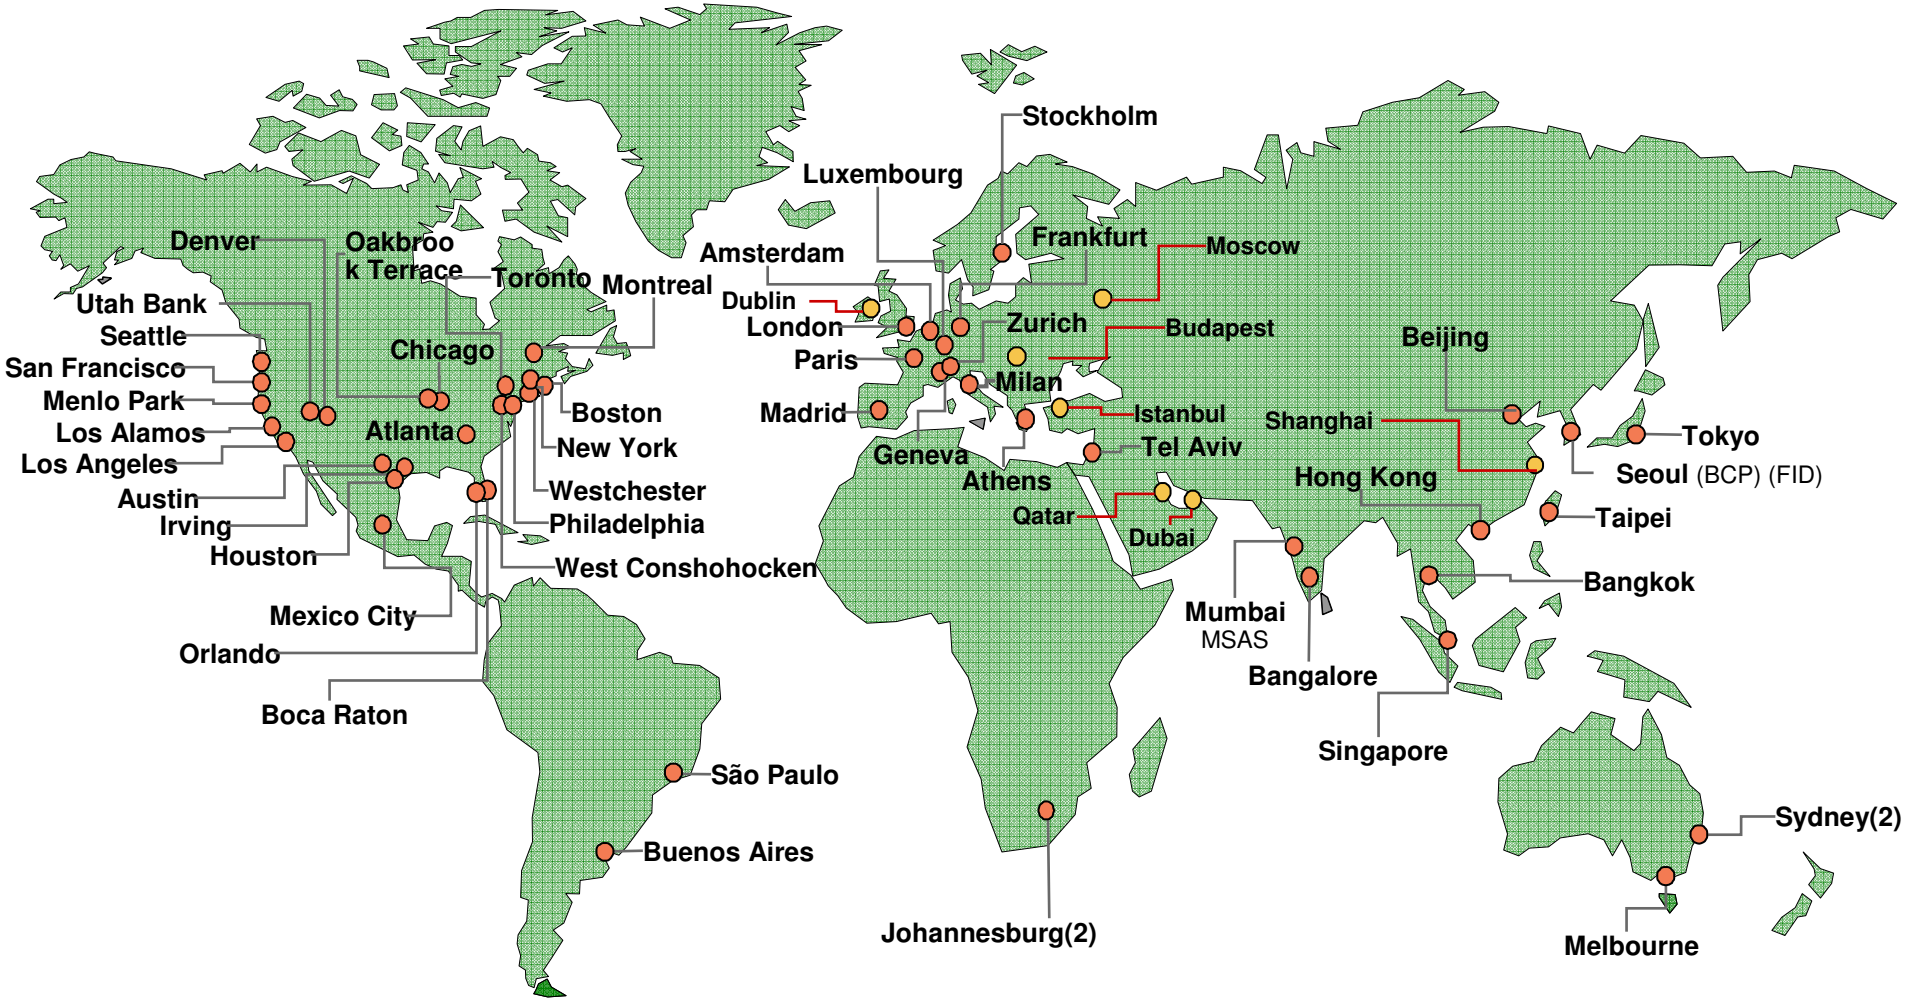 Stockholm
Luxembourg
Denver
Oakbroo
k Terrace
Toronto
Montreal
Amsterdam
Frankfurt
Moscow
Utah Bank
Dublin
London
Zurich
Budapest
Seattle
San Francisco
Chicago
Paris
Milan
Beijing
Menlo Park
Boston
Madrid
Istanbul
Shanghai
Los Alamos
Atlanta
New York
Geneva
Tel Aviv
Tokyo
Los Angeles
Athens
Hong Kong
Seoul (BCP) (FID)
Austin
Westchester
Qatar
Irving
Philadelphia
Dubai
Taipei
Houston
West Conshohocken
Bangkok
Mexico City
Mumbai
MSAS
Orlando
Bangalore
Boca Raton
Singapore
São Paulo
Sydney(2)
Buenos Aires
Johannesburg(2)
Melbourne